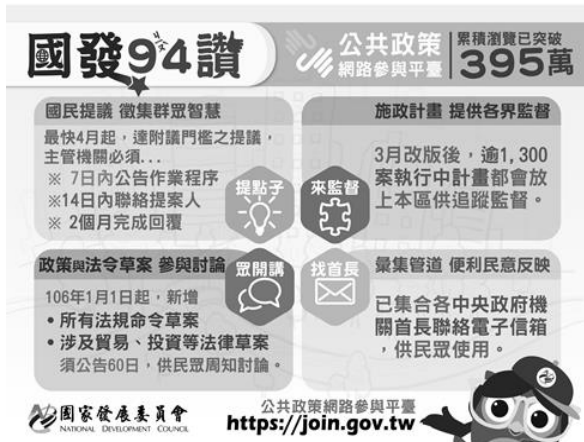 國發94讚
公共政策
網路參與平臺
累積瀏覽已突破
395萬
國民提議 徵集群眾智慧
最快4月起,達附議門檻之提議,
主管機關必須...
※ 7日內公告作業程序
※14日內聯絡提案人
※ 2個月完成回覆
提點子
施政計畫 提供各界監督
3月改版後,逾1,300
案執行中計畫都會放
上本區供追蹤監督。
來監督
政策與法令草案 參與討論
106年1月1日起,新增
• 所有法規命令草案
• 涉及貿易、投資等法律草案
須公告60日,供民眾周知討論。
眾開講
找首長
彙集管道 便利民意反映
已集合各中央政府機
關首長聯絡電子信箱
,供民眾使用。
國家發展委員會
NATIONAL DEVELOPMENT COUNCIL
公共政策網路參與平臺
https://join.gov.tw